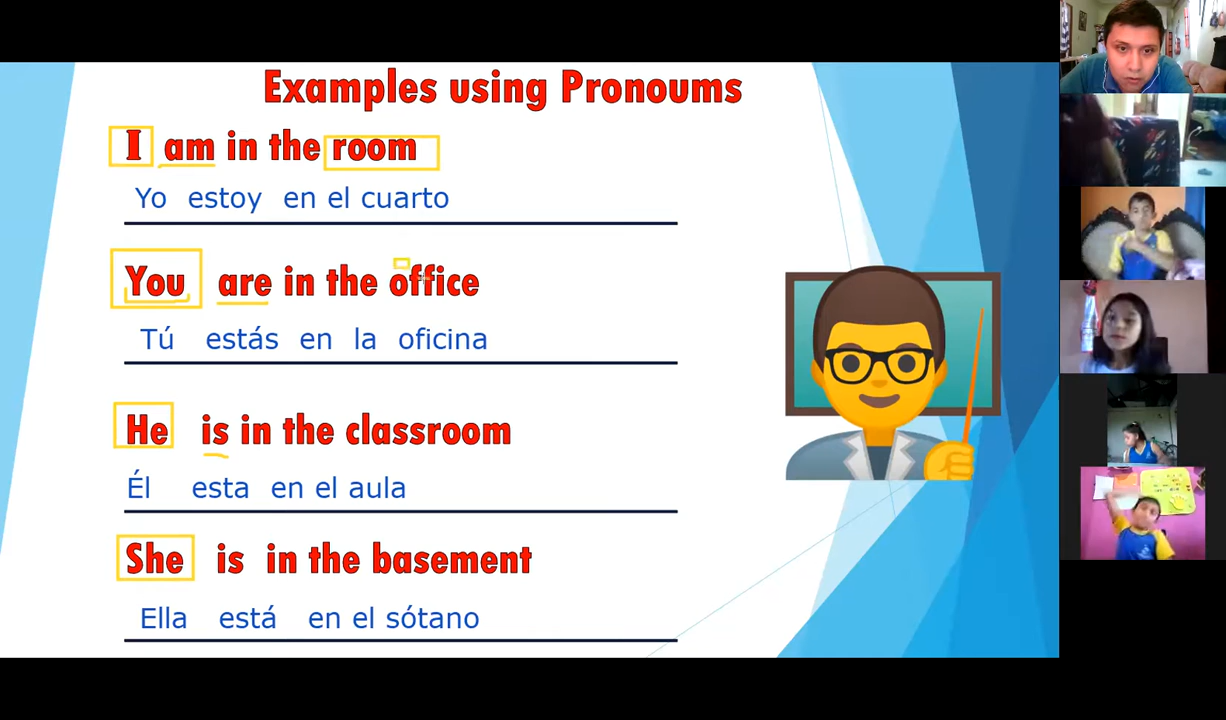 Examples using Pronoums
I am in the room
Yo estoy en el cuarto
You are in the office
Tú estás en la oficina
He is in the classroom
Él esta en el aula
She is in the basement
Ella está en el sótano